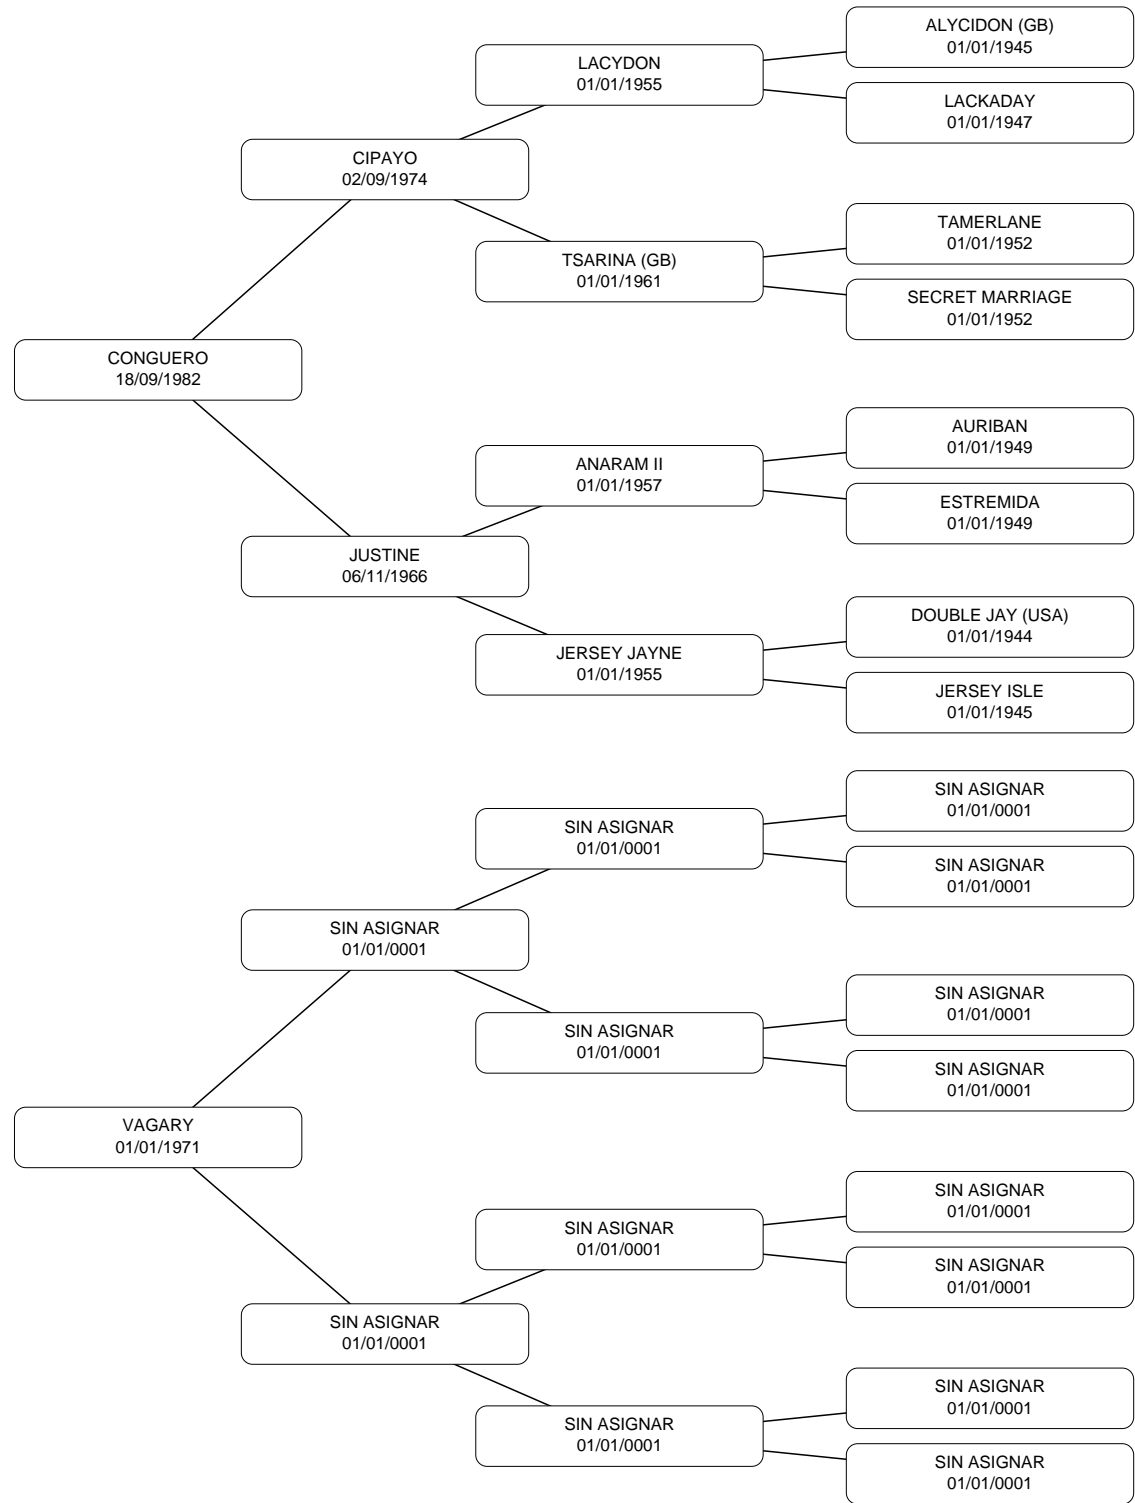 ALYCIDON (GB)
01/01/1945
LACYDON
01/01/1955
LACKADAY
01/01/1947
CIPAYO
02/09/1974
TAMERLANE
01/01/1952
TSARINA (GB)
01/01/1961
SECRET MARRIAGE
01/01/1952
CONGUERO
18/09/1982
AURIBAN
01/01/1949
ANARAM II
01/01/1957
ESTREMIDA
01/01/1949
JUSTINE
06/11/1966
DOUBLE JAY (USA)
01/01/1944
JERSEY JAYNE
01/01/1955
JERSEY ISLE
01/01/1945
SIN ASIGNAR
01/01/0001
SIN ASIGNAR
01/01/0001
SIN ASIGNAR
01/01/0001
SIN ASIGNAR
01/01/0001
SIN ASIGNAR
01/01/0001
SIN ASIGNAR
01/01/0001
SIN ASIGNAR
01/01/0001
VAGARY
01/01/1971
SIN ASIGNAR
01/01/0001
SIN ASIGNAR
01/01/0001
SIN ASIGNAR
01/01/0001
SIN ASIGNAR
01/01/0001
SIN ASIGNAR
01/01/0001
SIN ASIGNAR
01/01/0001
SIN ASIGNAR
01/01/0001